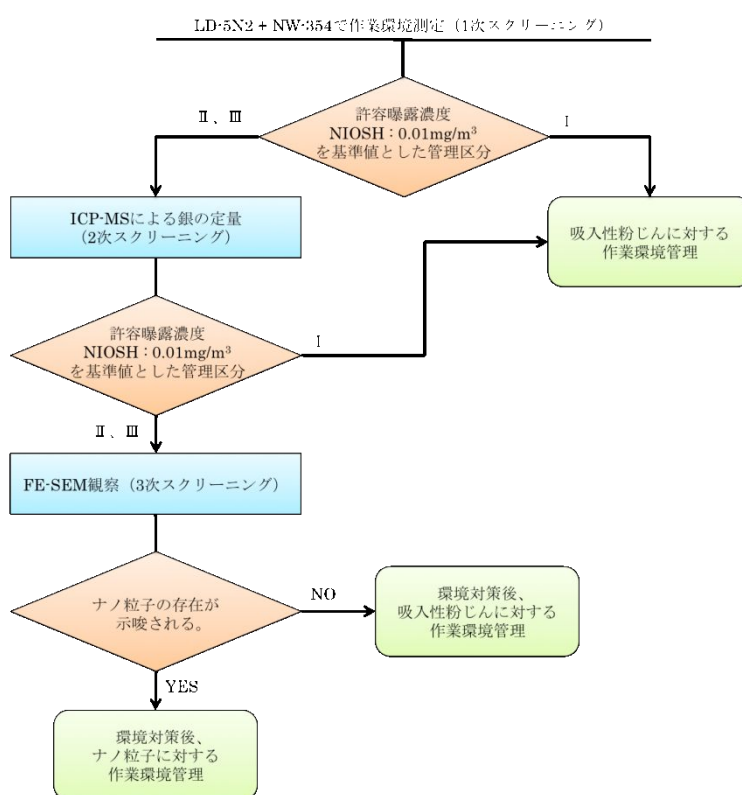 LD-5N2 + NW-354で作業環境測定（1次スクリーニング）
許容曝露濃度
NIOSH：0.01mg/m³
を基準値とした管理区分
Ⅱ、Ⅲ
Ⅰ
ICP-MSによる銀の定量
（2次スクリーニング）
吸入性粉じんに対する
作業環境管理
許容曝露濃度
NIOSH：0.01mg/m³
を基準値とした管理区分
Ⅰ
Ⅱ、Ⅲ
FE-SEM観察（3次スクリーニング）
ナノ粒子の存在が
示唆される。
NO
環境対策後、
吸入性粉じんに対する
作業環境管理
YES
環境対策後、
ナノ粒子に対する
作業環境管理